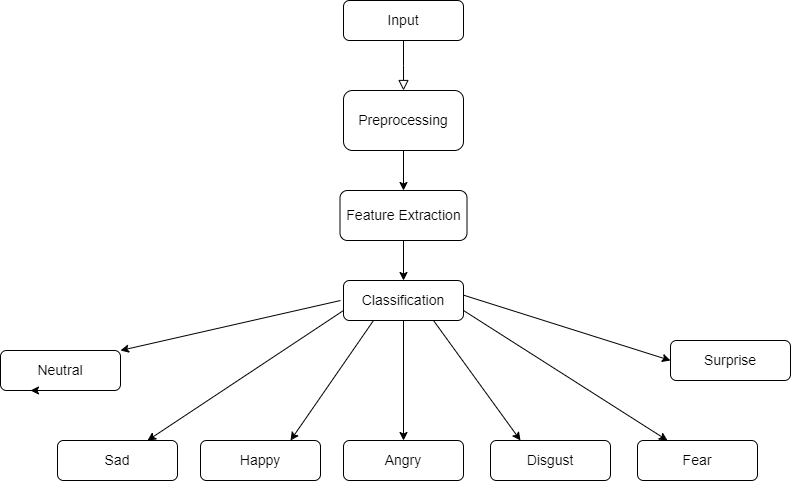 Input
Preprocessing
Feature Extraction
Classification
Neutral
Surprise
Sad
Happy
Angry
Disgust
Fear